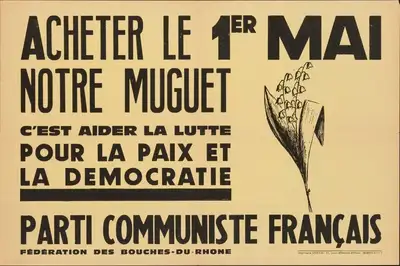 ACHETER LE 1ER MAI
NOTRE MUGUET
C'EST AIDER LA LUTTE
POUR LA PAIX ET
LA DEMOCRATIE
PARTI COMMUNISTE FRANÇAIS
FÉDÉRATION DES BOUCHES-DU-RHONE